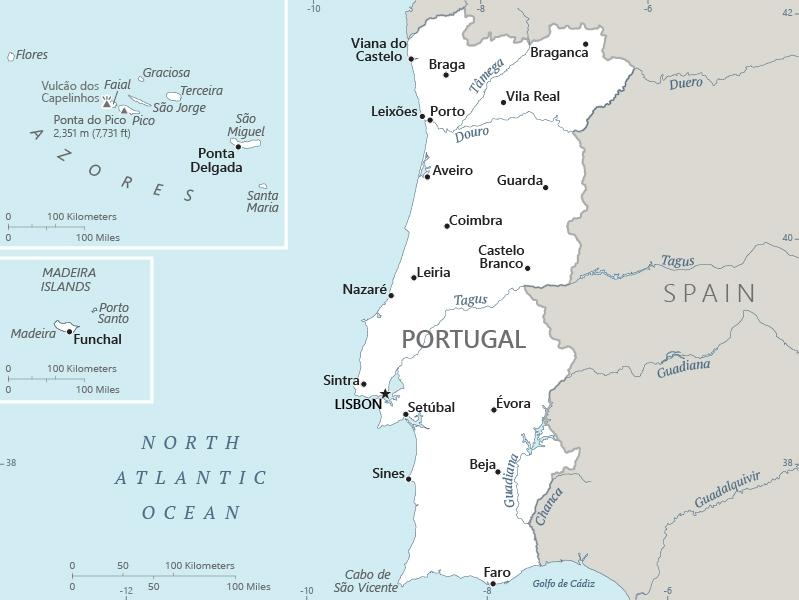 -10
-8
-6
42
Flores
Graciosa
Vulcão dos
Capelinhos
Faial
Terceira
São Jorge
Pico
Ponta do Pico
2,351 m (7,731 ft)
São
Miguel
Ponta
Delgada
AZORES
Santa
Maria
0
100 Kilometers
0
100 Miles
MADEIRA
ISLANDS
Porto
Santo
Madeira
Funchal
0
100 Kilometers
0
100 Miles
Viana do
Castelo
Braga
Braganca
Tâmega
Vila Real
Leixões
Porto
Douro
Duero
Aveiro
Guarda
Coimbra
40
Castelo
Branco
Tagus
Leiria
Nazaré
Tagus
SPAIN
PORTUGAL
Guadiana
Sintra
LISBON
Setúbal
Évora
NORTH
ATLANTIC
OCEAN
38
38
Beja
Guadiana
Sines
Chanca
Guadalquivir
0
50
100 Kilometers
0
50
100 Miles
Cabo de
São Vicente
Faro
Golfo de Cádiz
-12
-10
-8
-6